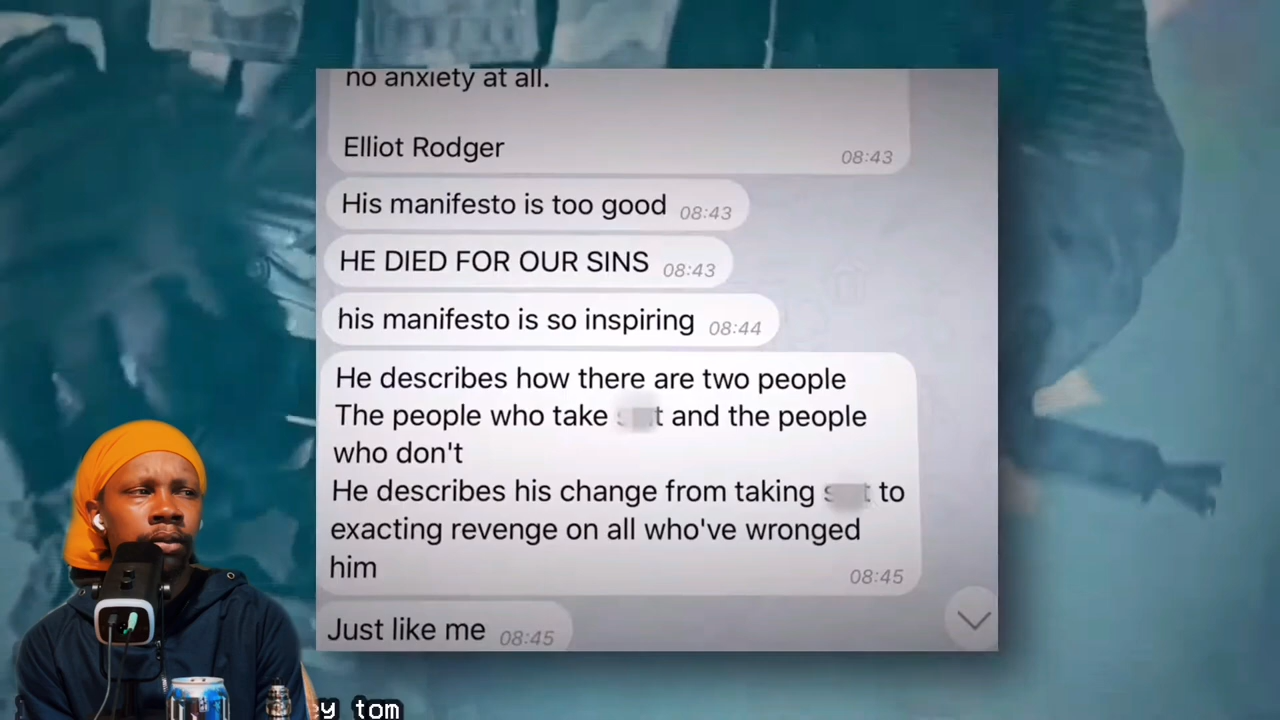 no anxiety at all.
Elliot Rodger
08:43
His manifesto is too good 08:43
HE DIED FOR OUR SINS 08:43
his manifesto is so inspiring 08:44
He describes how there are two people
The people who take and the people
who don't
He describes his change from taking to
exacting revenge on all who've wronged
him
08:45
Just like me 08:45
tom